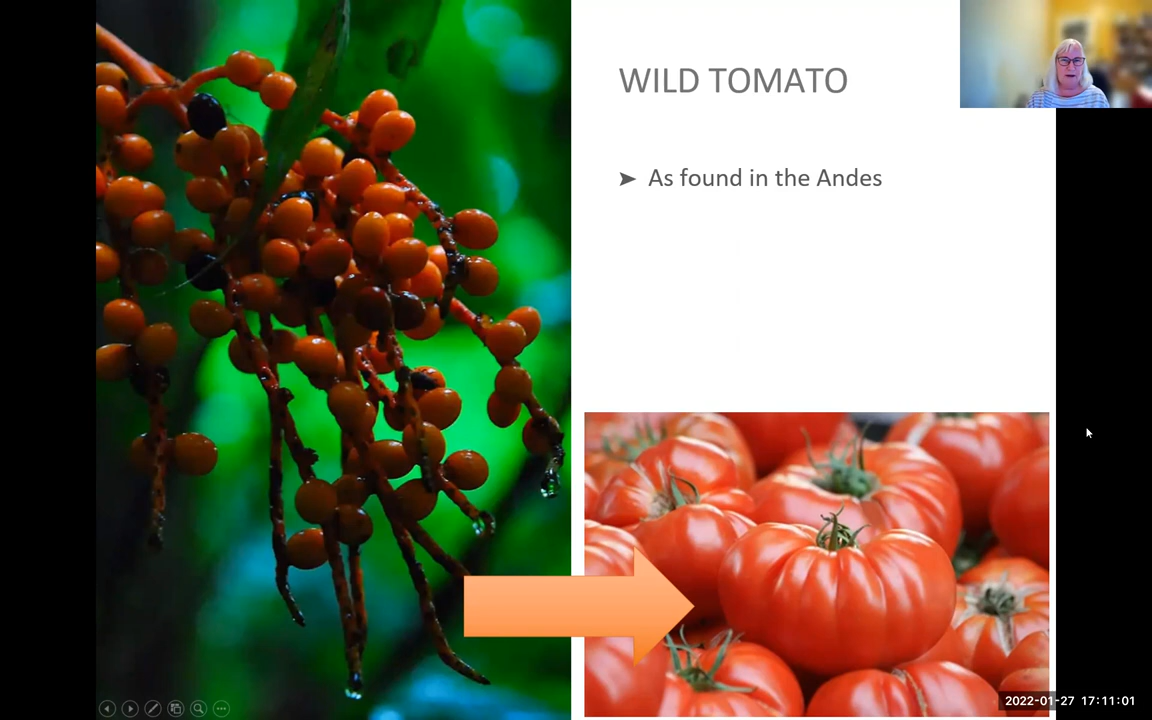 WILD TOMATO
➤ As found in the Andes
2022-01-27 17:11:01